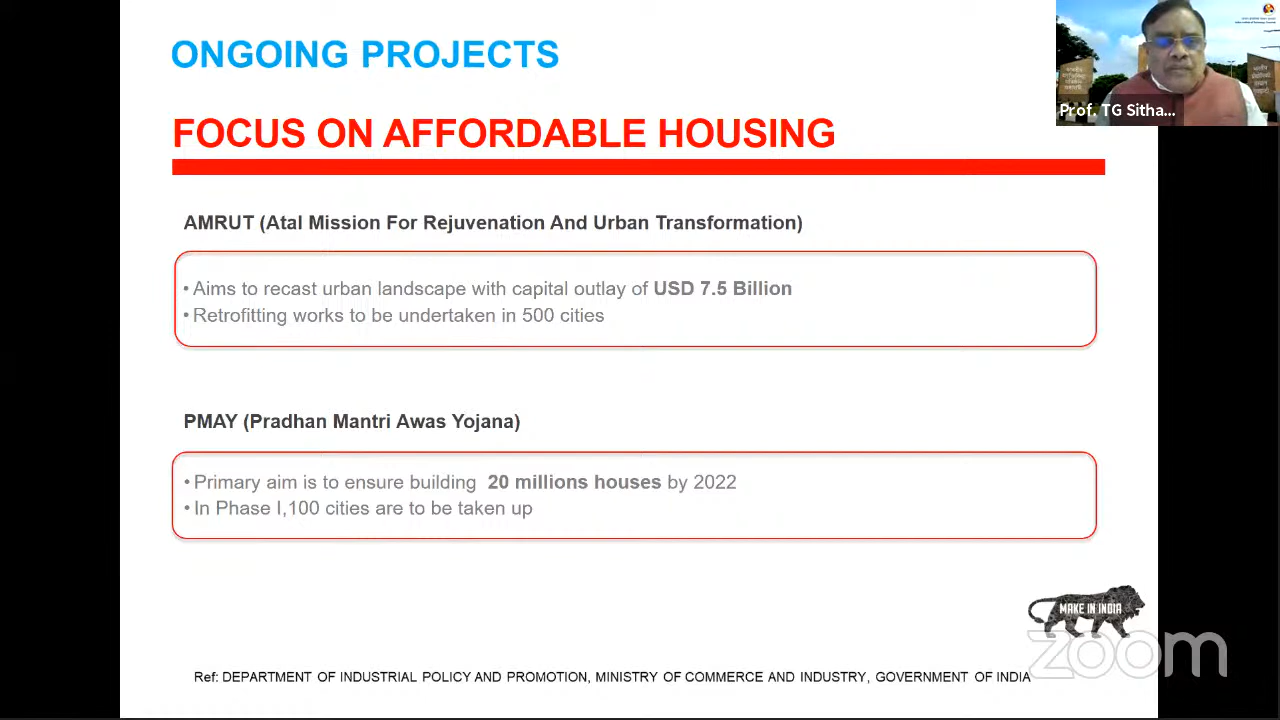 ONGOING PROJECTS
FOCUS ON AFFORDABLE HOUSING
AMRUT (Atal Mission For Rejuvenation And Urban Transformation)
• Aims to recast urban landscape with capital outlay of USD 7.5 Billion
• Retrofitting works to be undertaken in 500 cities
PMAY (Pradhan Mantri Awas Yojana)
• Primary aim is to ensure building 20 millions houses by 2022
• In Phase I,100 cities are to be taken up
MAKE IN INDIA
zoom
Ref: DEPARTMENT OF INDUSTRIAL POLICY AND PROMOTION, MINISTRY OF COMMERCE AND INDUSTRY, GOVERNMENT OF INDIA
Prof. TG Sitha...